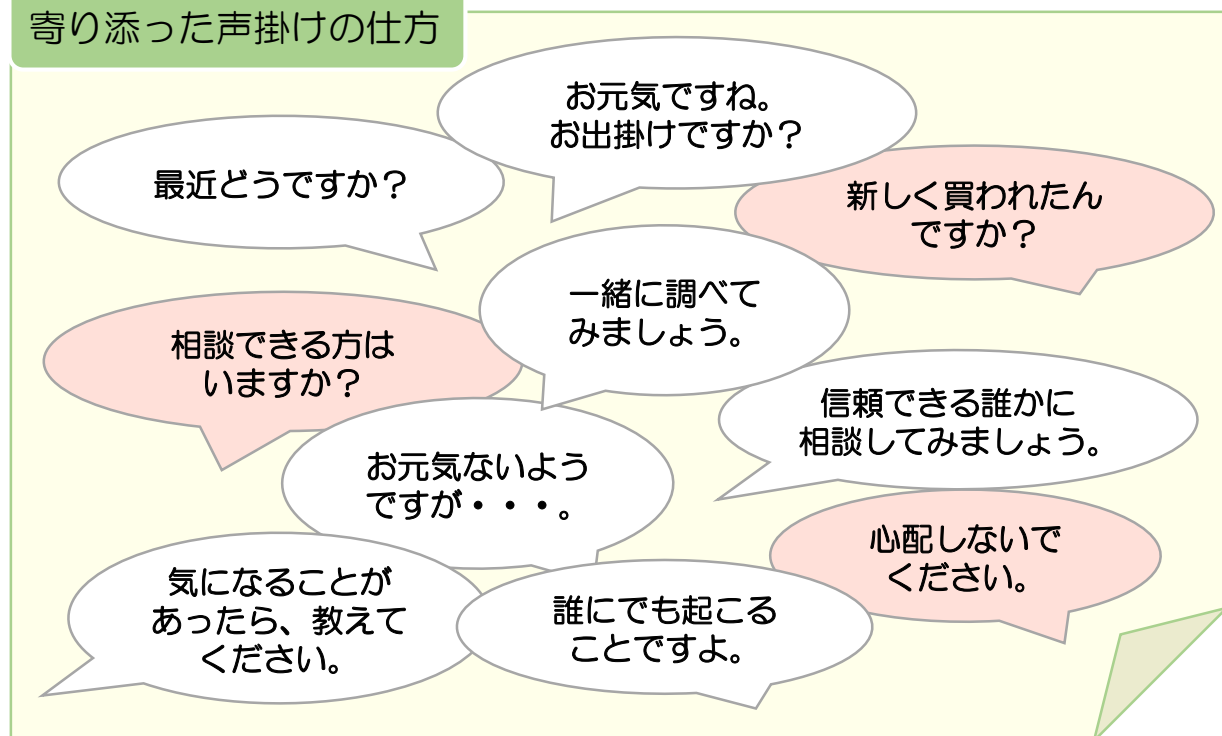 寄り添った声掛けの仕方
お元気ですね。
お出掛けですか？
最近どうですか？
新しく買われたん
ですか？
一緒に調べて
みましょう。
相談できる方は
いますか？
信頼できる誰かに
相談してみましょう。
お元気ないよう
ですが・・・。
心配しないで
ください。
気になることが
あったら、教えて
ください。
誰にでも起こる
ことですよ。